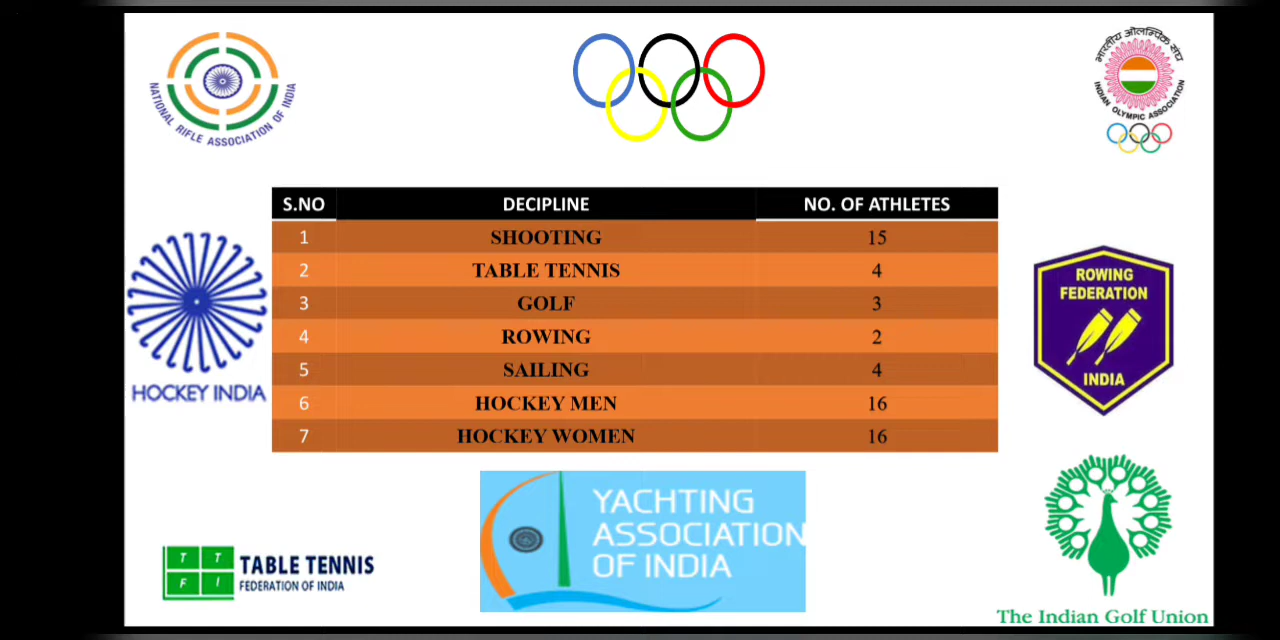 NATIONAL RIFLE ASSOCIATION OF INDIA
भारतीय ओलम्पिक संघ
INDIAN OLYMPIC ASSOCIATION
S.NO DECIPLINE NO. OF ATHLETES
1 SHOOTING 15
2 TABLE TENNIS 4
3 GOLF 3
4 ROWING 2
5 SAILING 4
6 HOCKEY MEN 16
7 HOCKEY WOMEN 16
HOCKEY INDIA
ROWING
FEDERATION
INDIA
T T
F I
TABLE TENNIS
FEDERATION OF INDIA
YACHTING
ASSOCIATION
OF INDIA
The Indian Golf Union